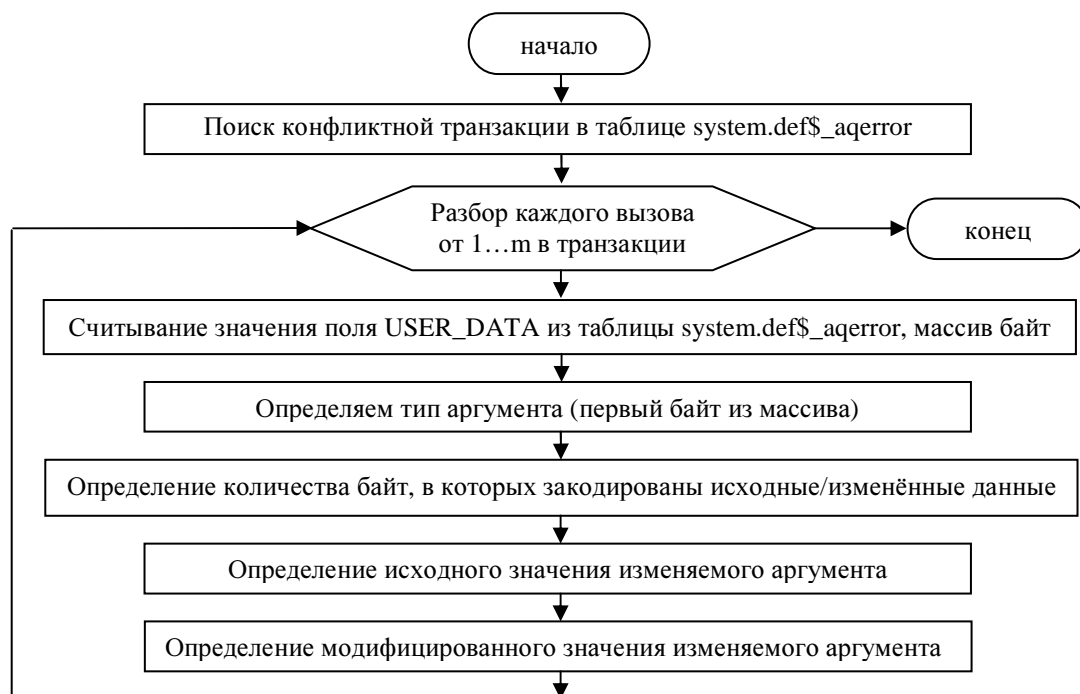 начало
Поиск конфликтной транзакции в таблице system.def$_aqerror
Разбор каждого вызова
от 1…m в транзакции
конец
Считывание значения поля USER_DATA из таблицы system.def$_aqerror, массив байт
Определяем тип аргумента (первый байт из массива)
Определение количества байт, в которых закодированы исходные/изменённые данные
Определение исходного значения изменяемого аргумента
Определение модифицированного значения изменяемого аргумента